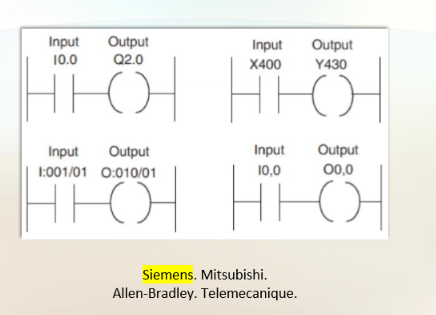 Input Output
I0.0 Q2.0
Input Output
X400 Y430
Input Output
I:001/01 O:010/01
Input Output
I0,0 O0,0
Siemens. Mitsubishi.
Allen-Bradley. Telemecanique.